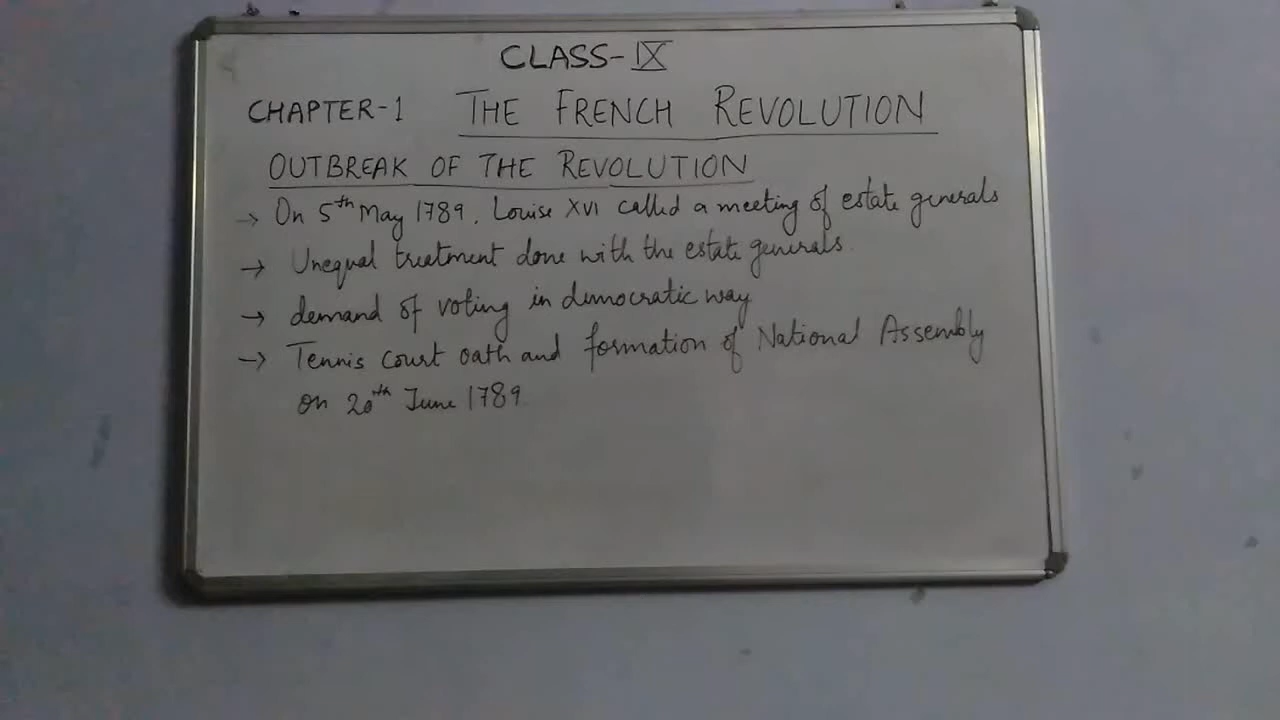 CLASS-IX
CHAPTER-1 THE FRENCH REVOLUTION
OUTBREAK OF THE REVOLUTION
→ On 5th May 1789, Louise XVI called a meeting of estate generals
→ Unequal treatment done with the estate generals.
→ demand of voting in democratic way
→ Tennis court oath and formation of National Assembly
on 20th June 1789.